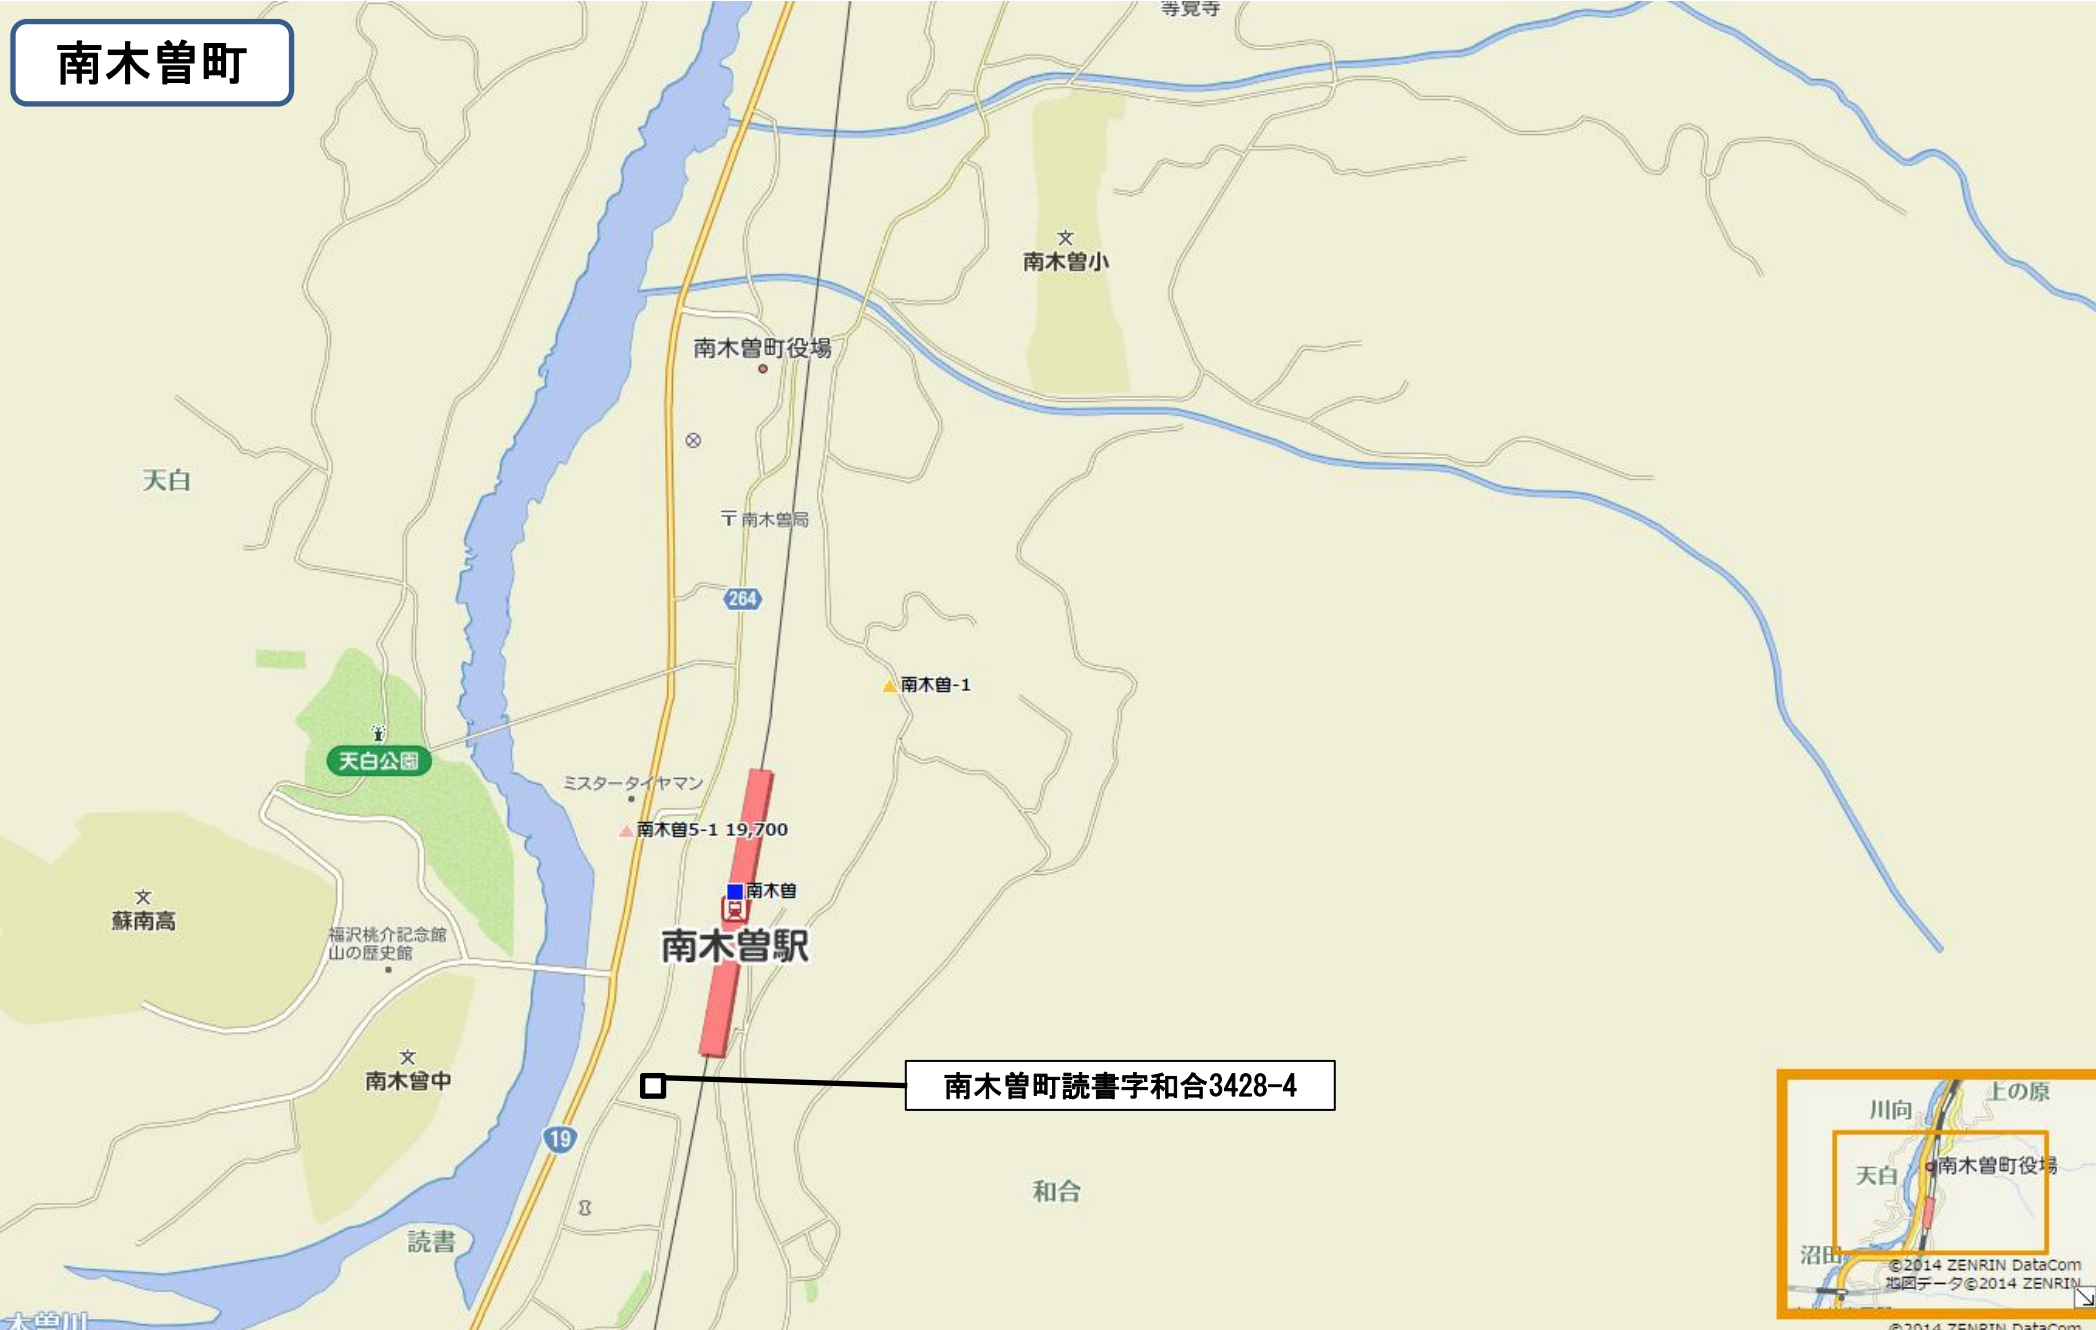 南木曽町
等覚寺
南木曽小
南木曽町役場
天白
〒南木曽局
264
南木曽-1
天白公園
ミスタータイヤマン
南木曽5-1 19,700
南木曽
蘇南高
福沢桃介記念館
山の歴史館
南木曽駅
南木曾中
南木曽町読書字和合3428-4
19
和合
読書
木曽川
上の原
川向
南木曽町役場
天白
沼田
©2014 ZENRIN DataCom
地図データ©2014 ZENRIN
©2014 ZENRIN DataCom